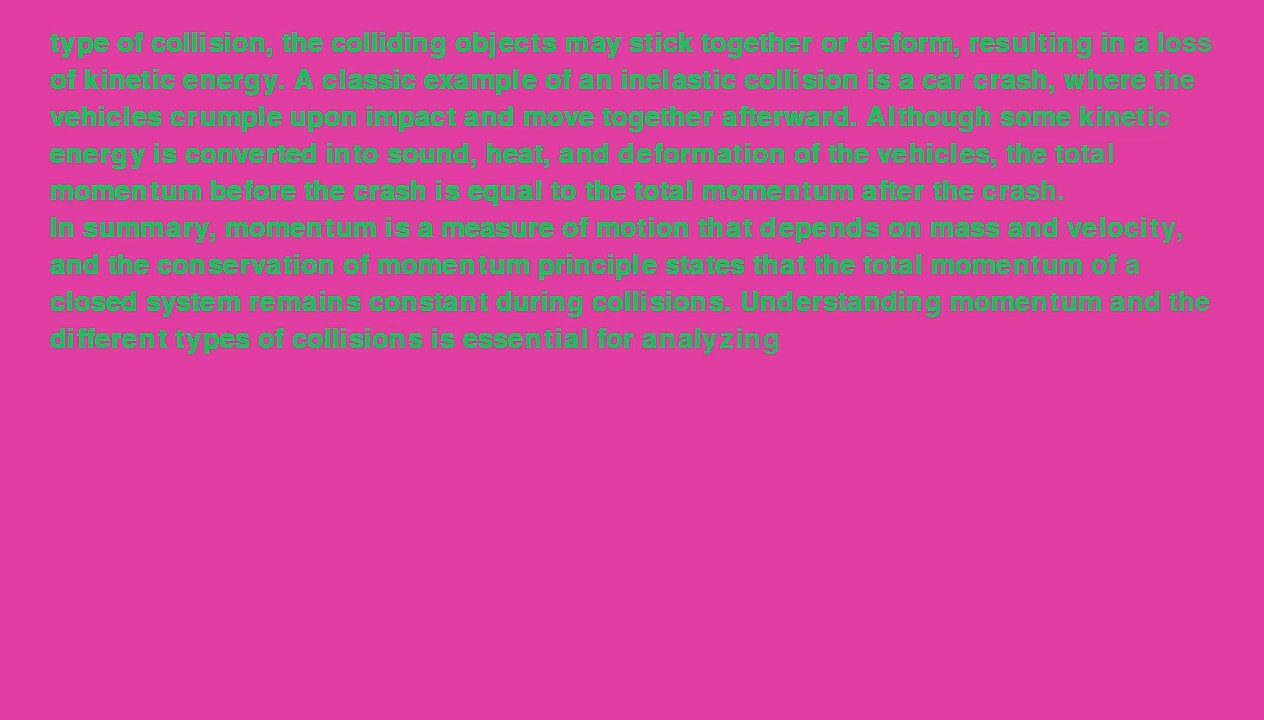 type of collision, the colliding objects may stick together or deform, resulting in a loss
of kinetic energy. A classic example of an inelastic collision is a car crash, where the
vehicles crumple upon impact and move together afterward. Although some kinetic
energy is converted into sound, heat, and deformation of the vehicles, the total
momentum before the crash is equal to the total momentum after the crash.
In summary, momentum is a measure of motion that depends on mass and velocity,
and the conservation of momentum principle states that the total momentum of a
closed system remains constant during collisions. Understanding momentum and the
different types of collisions is essential for analyzing